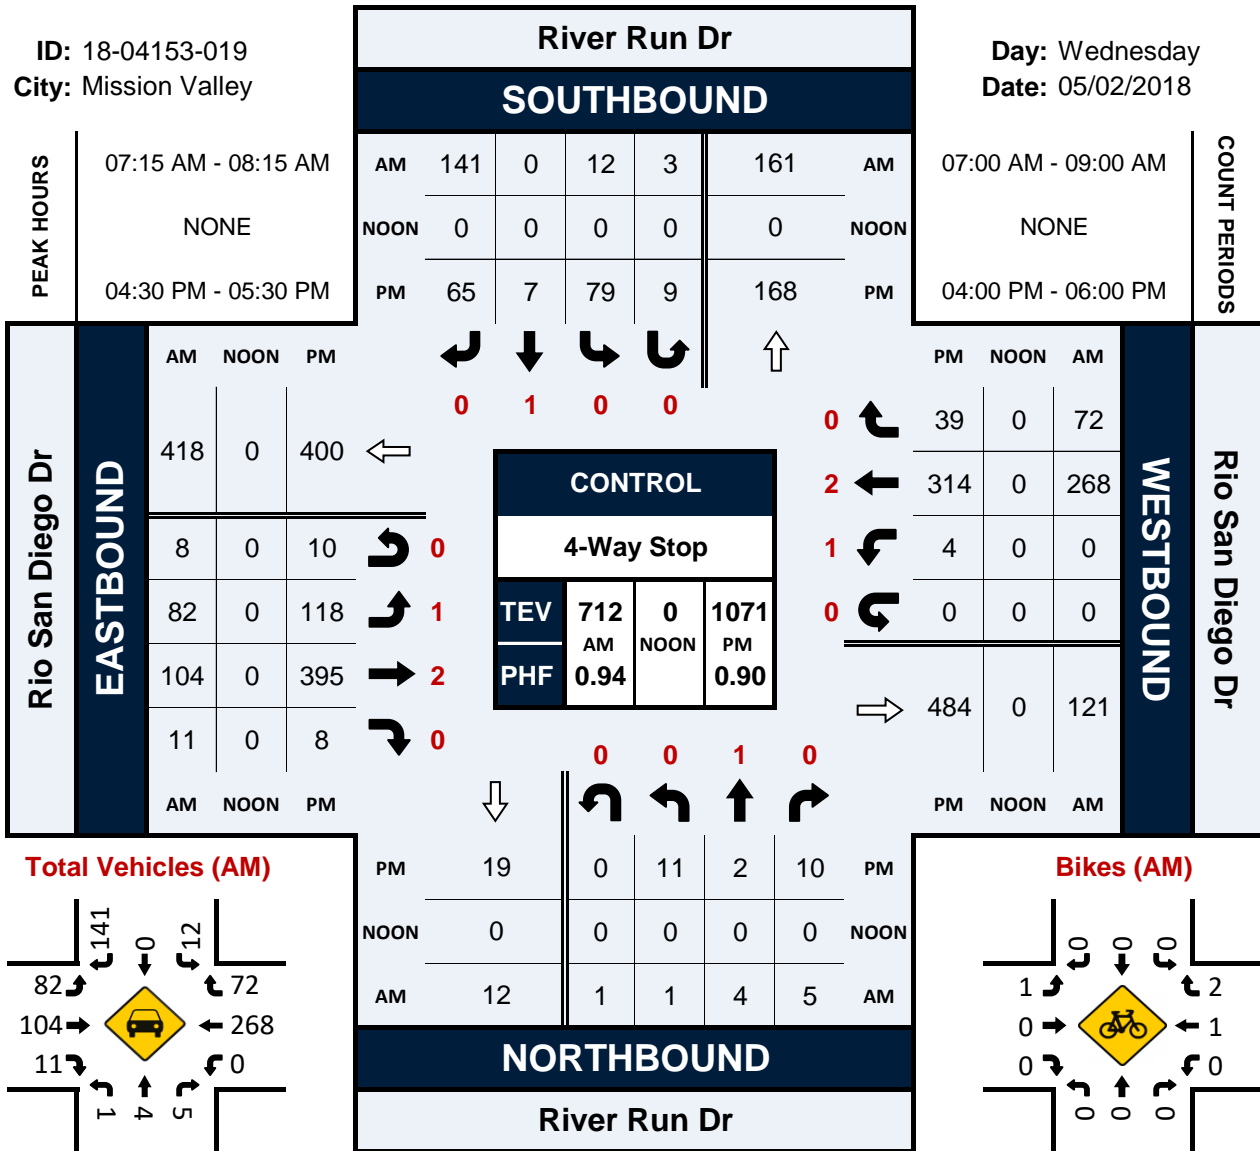 ID: 18-04153-019
City: Mission Valley
River Run Dr
SOUTHBOUND
Day: Wednesday
Date: 05/02/2018
PEAK HOURS
07:15 AM - 08:15 AM
NONE
04:30 PM - 05:30 PM
AM 141 0 12 3 161 AM
NOON 0 0 0 0 0 NOON
PM 65 7 79 9 168 PM
07:00 AM - 09:00 AM
NONE
04:00 PM - 06:00 PM
COUNT PERIODS
0 1 0 0
Rio San Diego Dr
EASTBOUND
AM NOON PM
418 0 400
8 0 10 0
82 0 118 1
104 0 395 2
11 0 8 0
AM NOON PM
CONTROL
4-Way Stop
TEV 712 0 1071
AM NOON PM
PHF 0.94 0.90
PM NOON AM
0 39 0 72
2 314 0 268
1 4 0 0
0 0 0 0
484 0 121
PM NOON AM
WESTBOUND
Rio San Diego Dr
0 0 1 0
PM 19 0 11 2 10 PM
NOON 0 0 0 0 0 NOON
AM 12 1 1 4 5 AM
NORTHBOUND
River Run Dr
Total Vehicles (AM)
141 0 12
82 72
104 268
11 0
1 4 5
Bikes (AM)
0 0 0
1 2
0 1
0 0
0 0 0